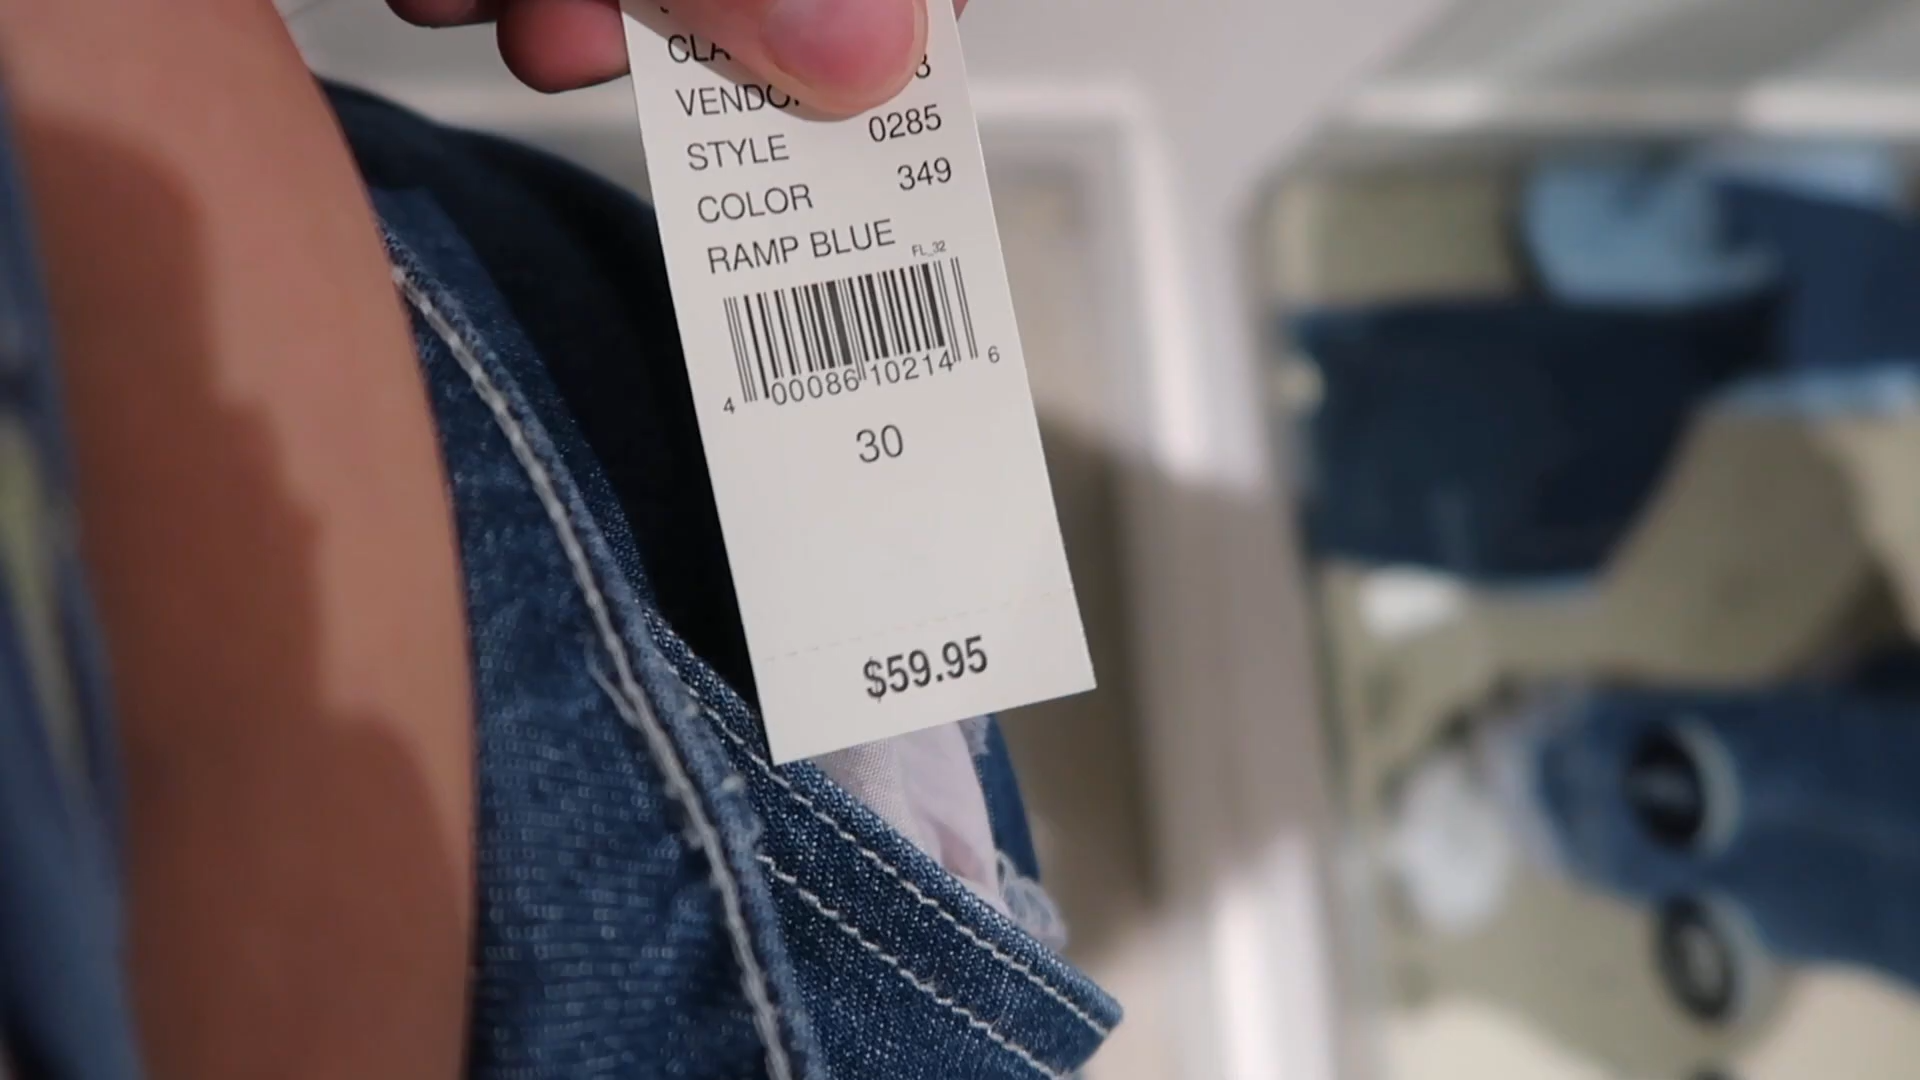 STYLE 0285
COLOR 349
RAMP BLUE
FL_32
4 00086 10214 6
30
$59.95